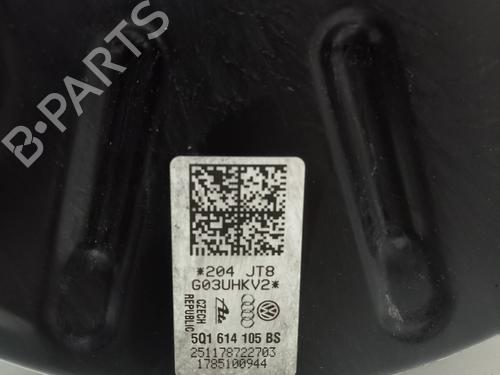 B-PARTS
*204 JT8
G03UHKV2*
CZECH
REPUBLIC
5Q1 614 105 BS
251178722703
1785100944